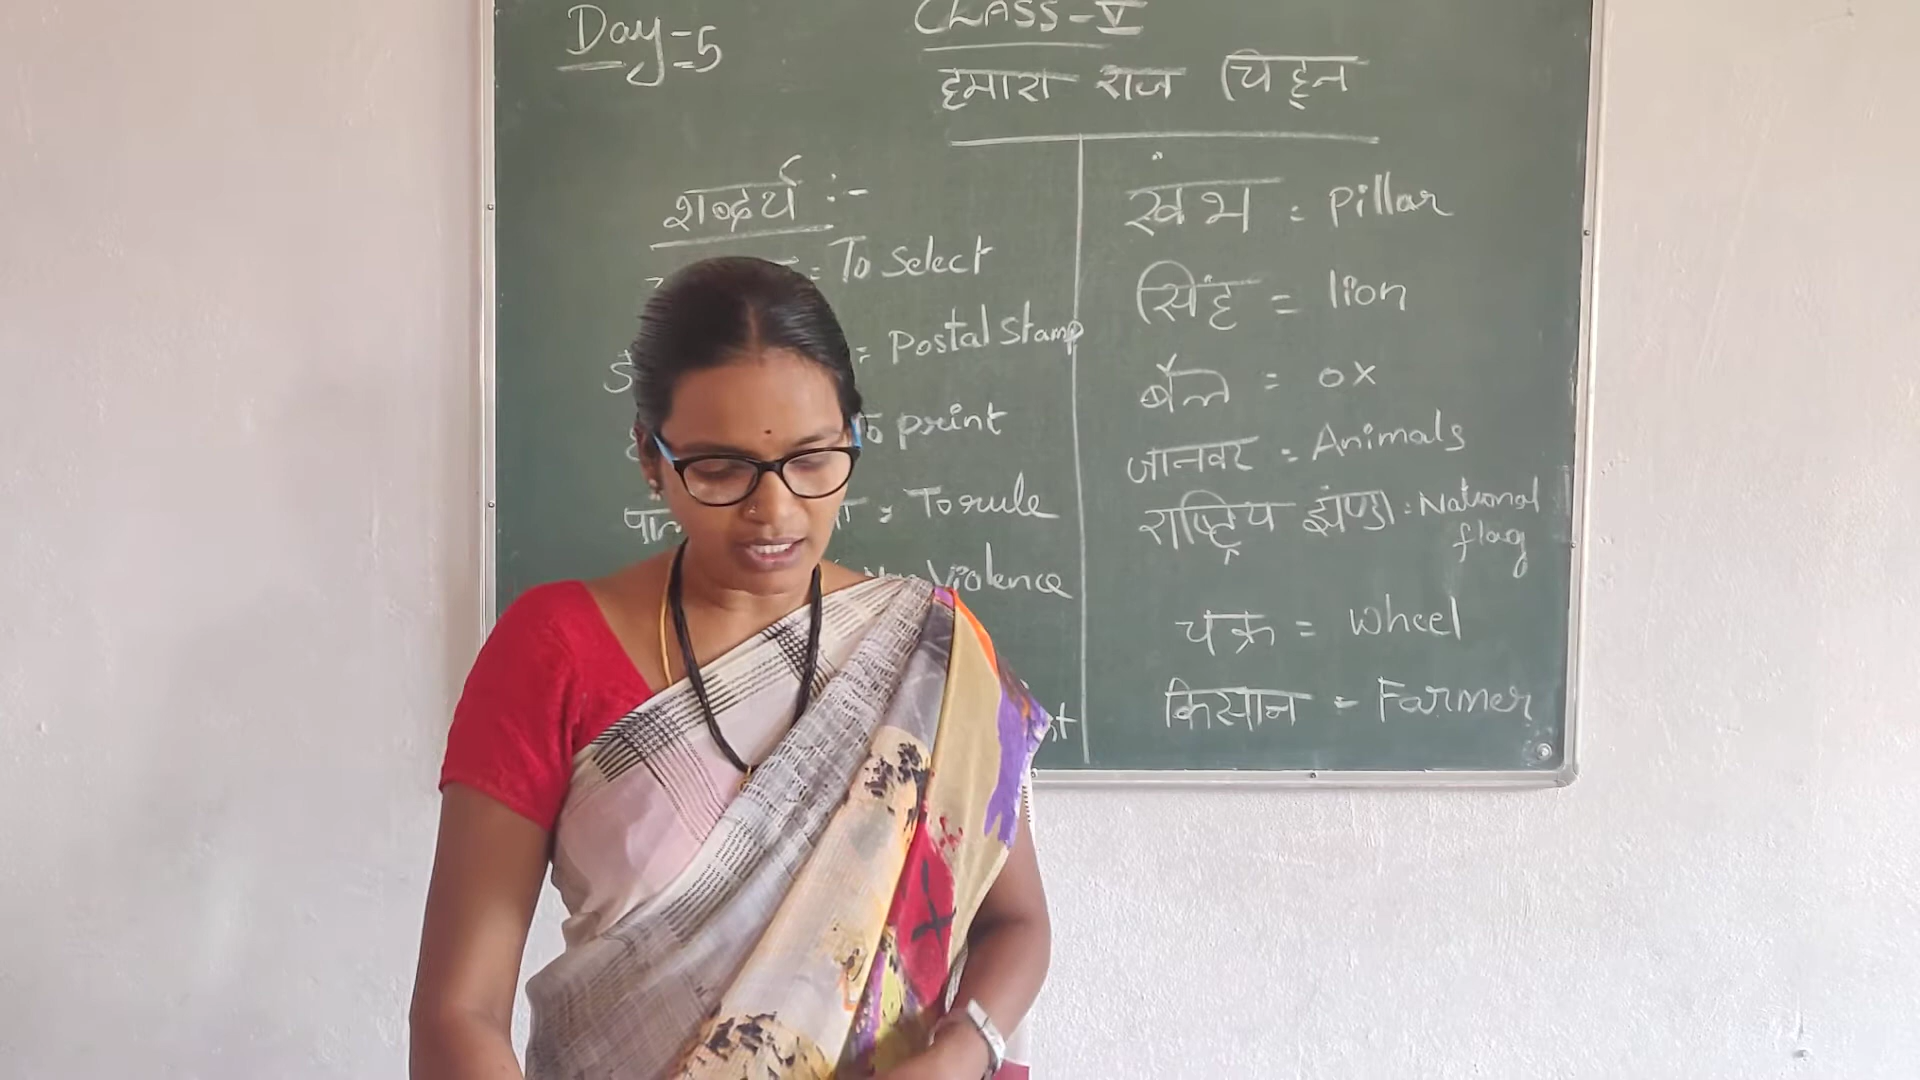 Day=5
CLASS-V
हमारा राज चिह्न
शब्दर्थ :-
= To Select
= Postal Stamp
To print
= To rule
Violence
खंभ = pillar
सिंह = lion
बैल = ox
जानवर = Animals
राष्ट्रिय झण्डा = National
flag
चक्र = wheel
किसान = Farmer